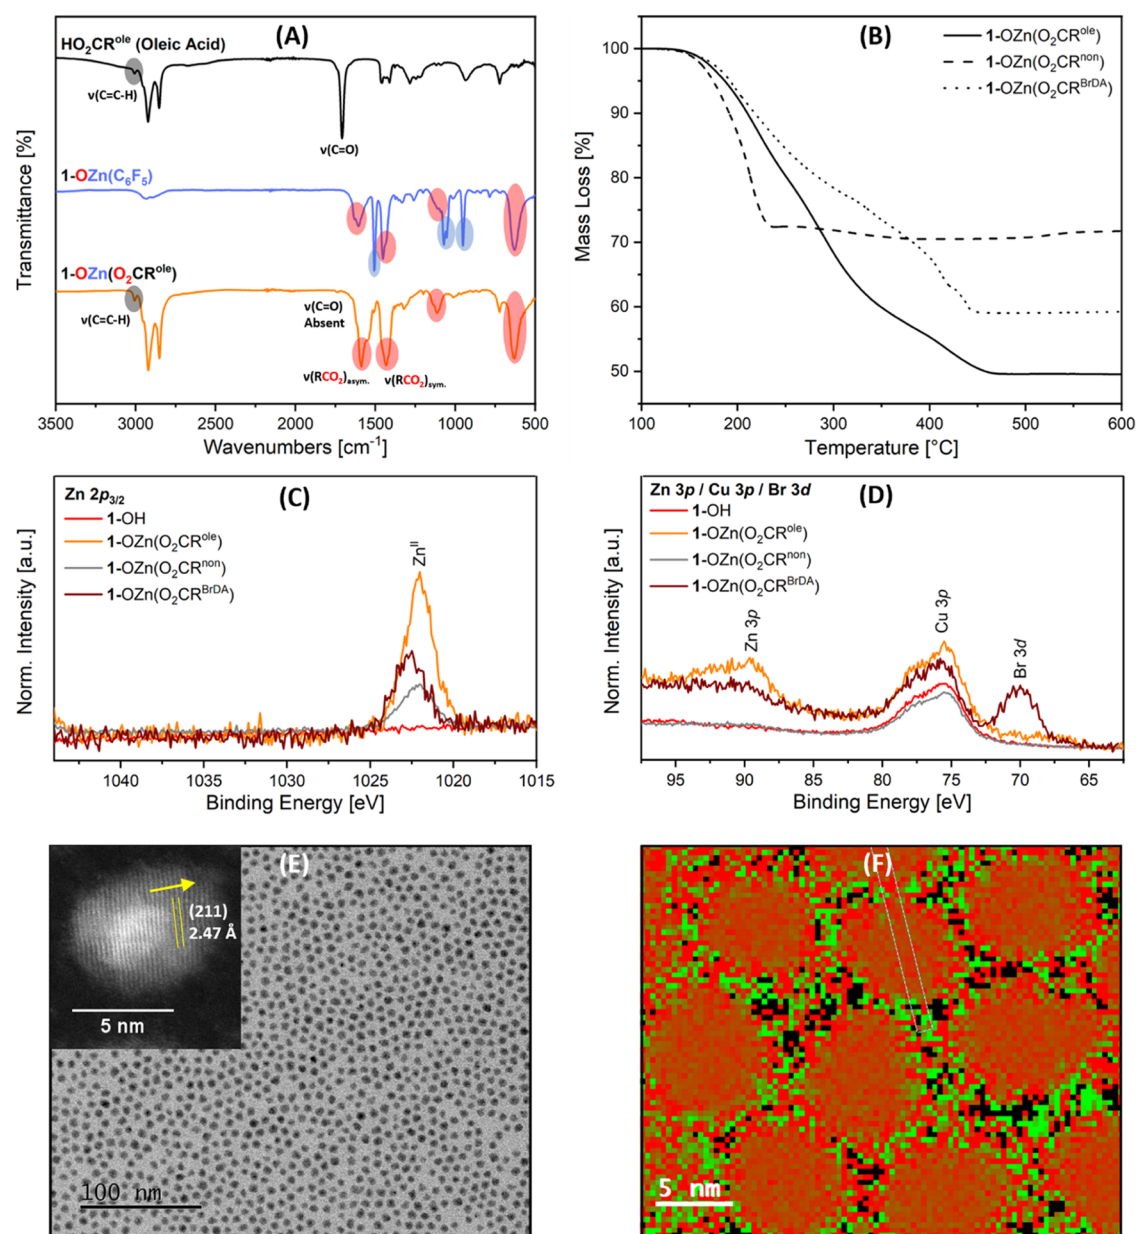 (A)
HO2CRole (Oleic Acid)
ν(C=C-H)
ν(C=O)
1-OZn(C6F5)
1-OZn(O2CRole)
ν(C=C-H)
ν(C=O)
Absent
ν(RCO2)asym.
ν(RCO2)sym.
Transmittance [%]
3500 3000 2500 2000 1500 1000 500
Wavenumbers [cm-1]
(B)
1-OZn(O2CRole)
1-OZn(O2CRnon)
1-OZn(O2CRBrDA)
Mass Loss [%]
100
90
80
70
60
50
100 200 300 400 500 600
Temperature [°C]
Zn 2p3/2
(C)
1-OH
1-OZn(O2CRole)
1-OZn(O2CRnon)
1-OZn(O2CRBrDA)
ZnII
Norm. Intensity [a.u.]
1040 1035 1030 1025 1020 1015
Binding Energy [eV]
Zn 3p / Cu 3p / Br 3d
(D)
1-OH
1-OZn(O2CRole)
1-OZn(O2CRnon)
1-OZn(O2CRBrDA)
Zn 3p
Cu 3p
Br 3d
Norm. Intensity [a.u.]
95 90 85 80 75 70 65
Binding Energy [eV]
(E)
(211)
2.47 Å
5 nm
100 nm
(F)
5 nm